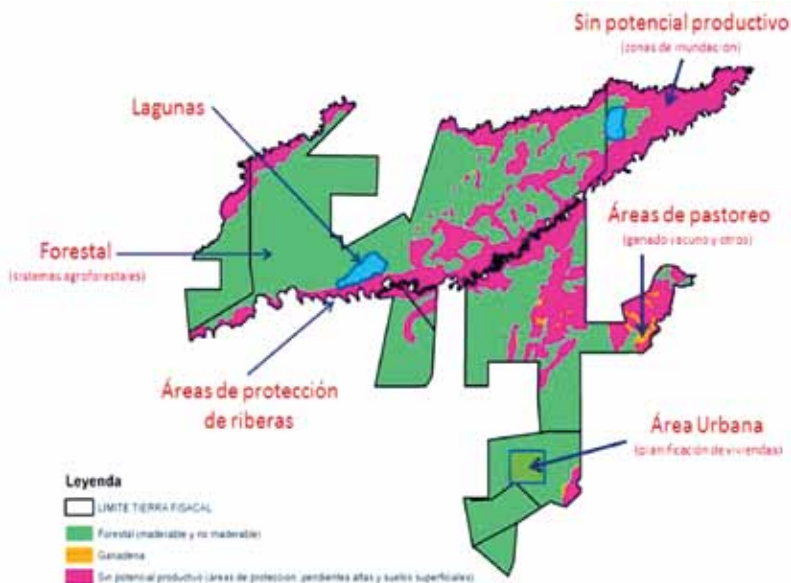 Sin potencial productivo
(zonas de inundación)
Lagunas
Áreas de pastoreo
(ganado vacuno y otros)
Forestal
(sistemas agroforestales)
Áreas de protección
de riberas
Área Urbana
(planificación de viviendas)
Leyenda
LIMITE TIERRA FISACAL
Forestal (maderable y no maderable)
Ganadena
Sin potencial productivo (áreas de protección, pendientes altas y suelos superficiales)